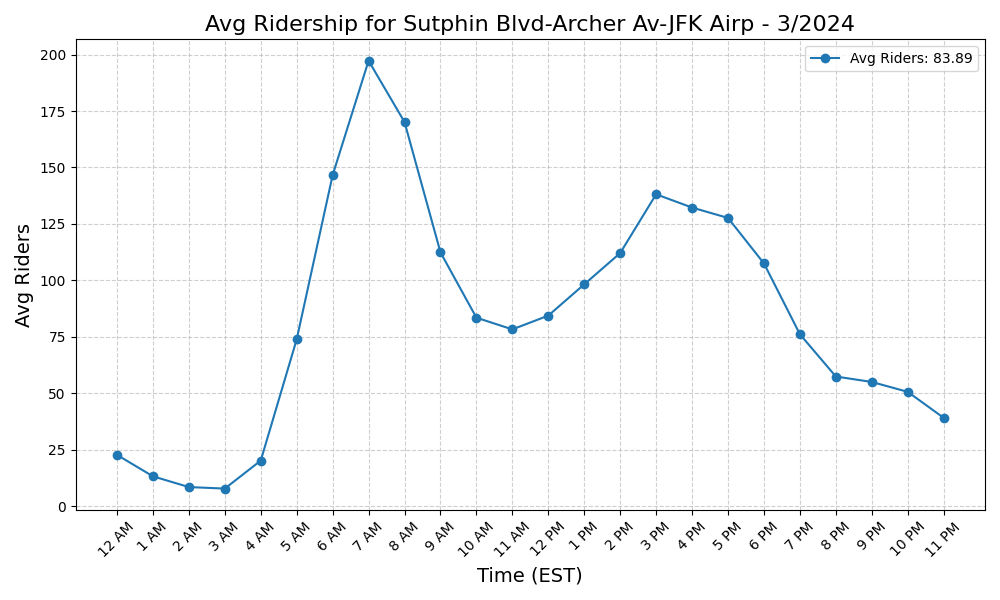 Avg Ridership for Sutphin Blvd-Archer Av-JFK Airp - 3/2024
Avg Riders: 83.89
Avg Riders
200
175
150
125
100
75
50
25
0
12 AM
1 AM
2 AM
3 AM
4 AM
5 AM
6 AM
7 AM
8 AM
9 AM
10 AM
11 AM
12 PM
1 PM
2 PM
3 PM
4 PM
5 PM
6 PM
7 PM
8 PM
9 PM
10 PM
11 PM
Time (EST)